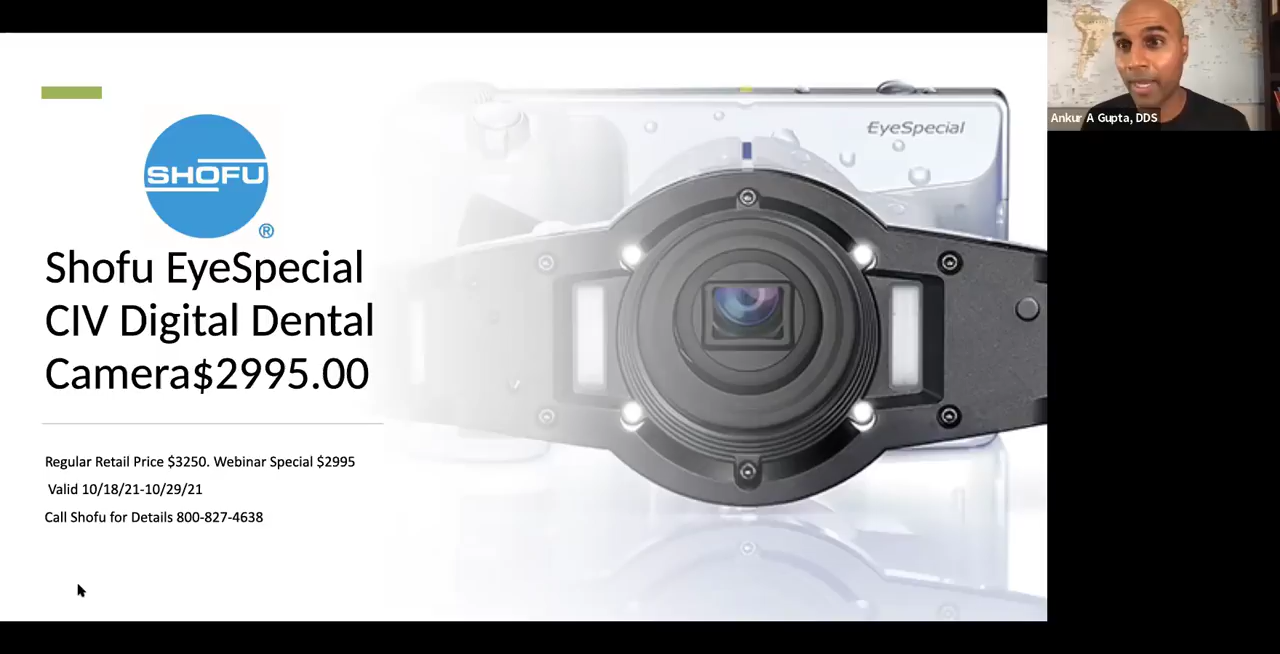 SHOFU
®
Shofu EyeSpecial
CIV Digital Dental
Camera$2995.00
Regular Retail Price $3250. Webinar Special $2995
Valid 10/18/21-10/29/21
Call Shofu for Details 800-827-4638
EyeSpecial
Ankur A Gupta, DDS